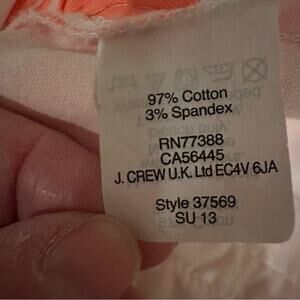 97% Cotton
3% Spandex
RN77388
CA56445
J. CREW U.K. Ltd EC4V 6JA
Style 37569
SU 13